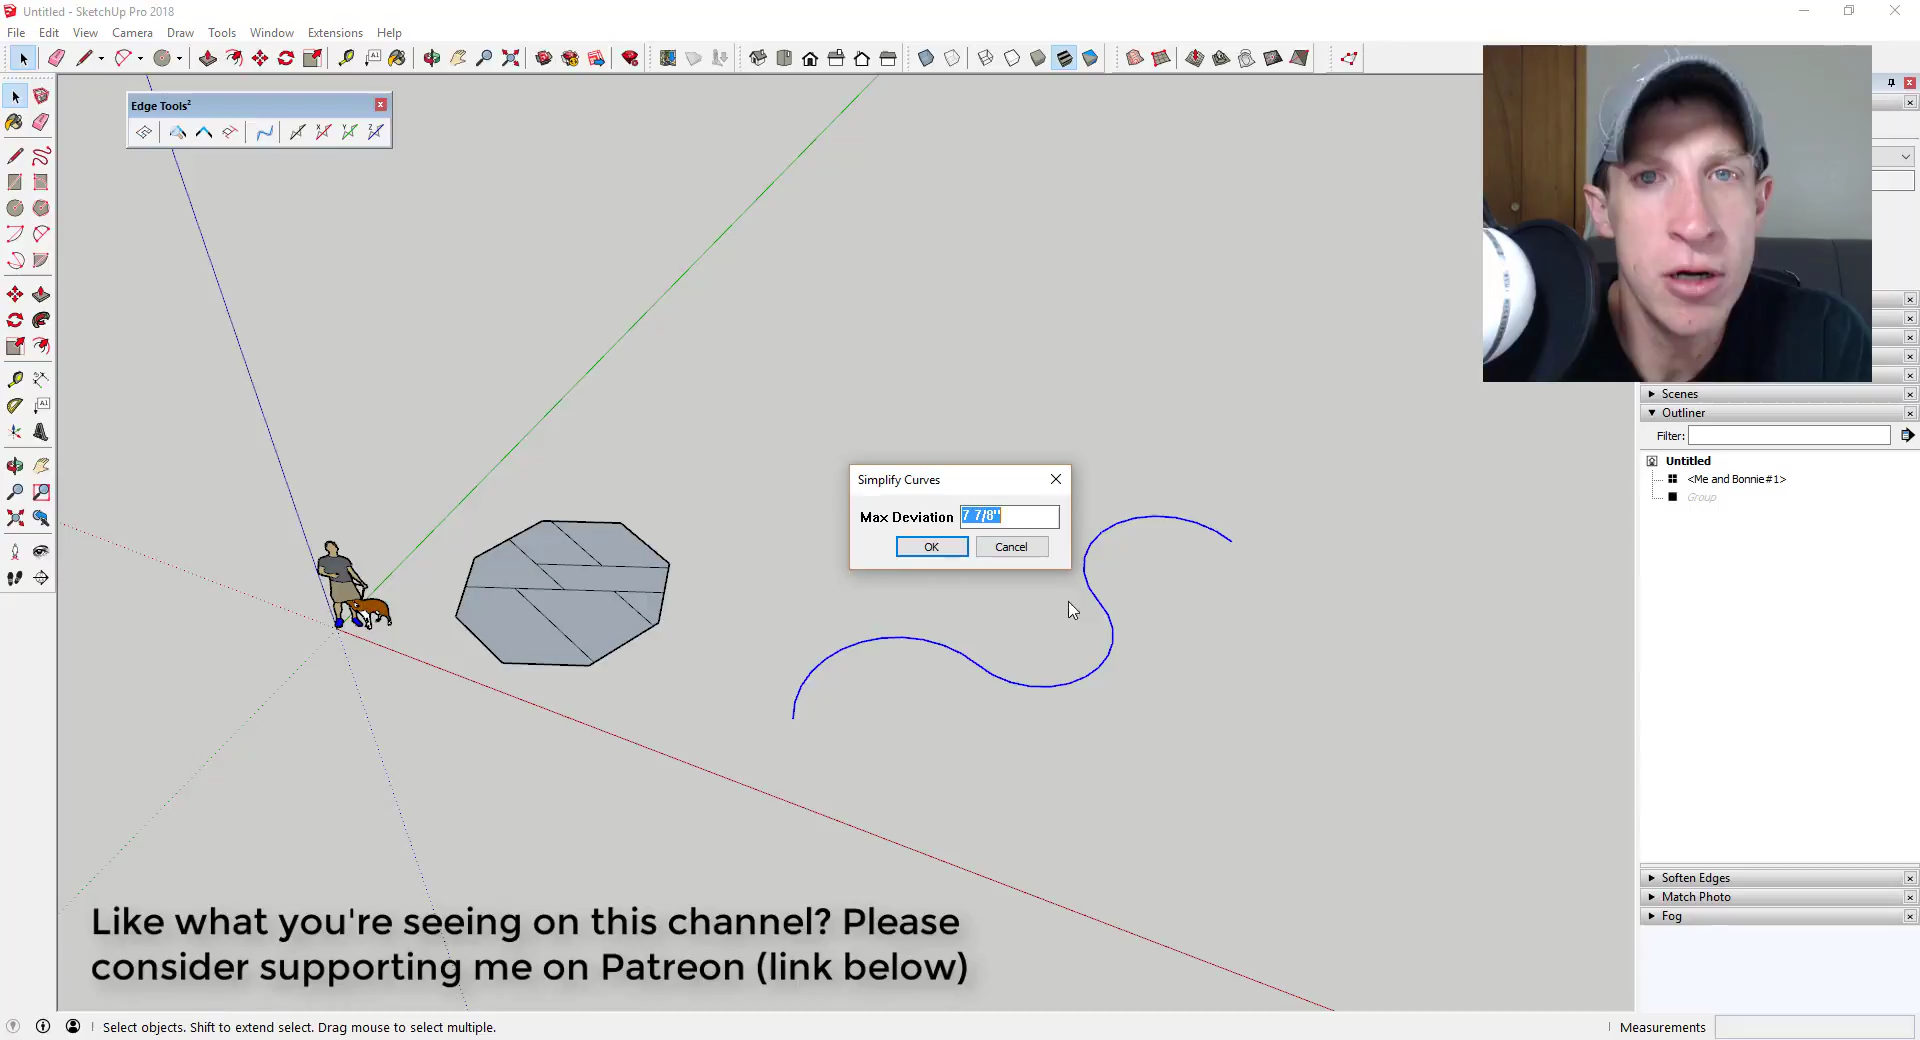 Untitled - SketchUp Pro 2018
File Edit View Camera Draw Tools Window Extensions Help
Edge Tools²
Simplify Curves
Max Deviation 7 7/8"
OK Cancel
Scenes
Outliner
Filter:
Untitled
<Me and Bonnie#1>
Group
Soften Edges
Match Photo
Fog
Like what you're seeing on this channel? Please
consider supporting me on Patreon (link below)
Select objects. Shift to extend select. Drag mouse to select multiple.
Measurements